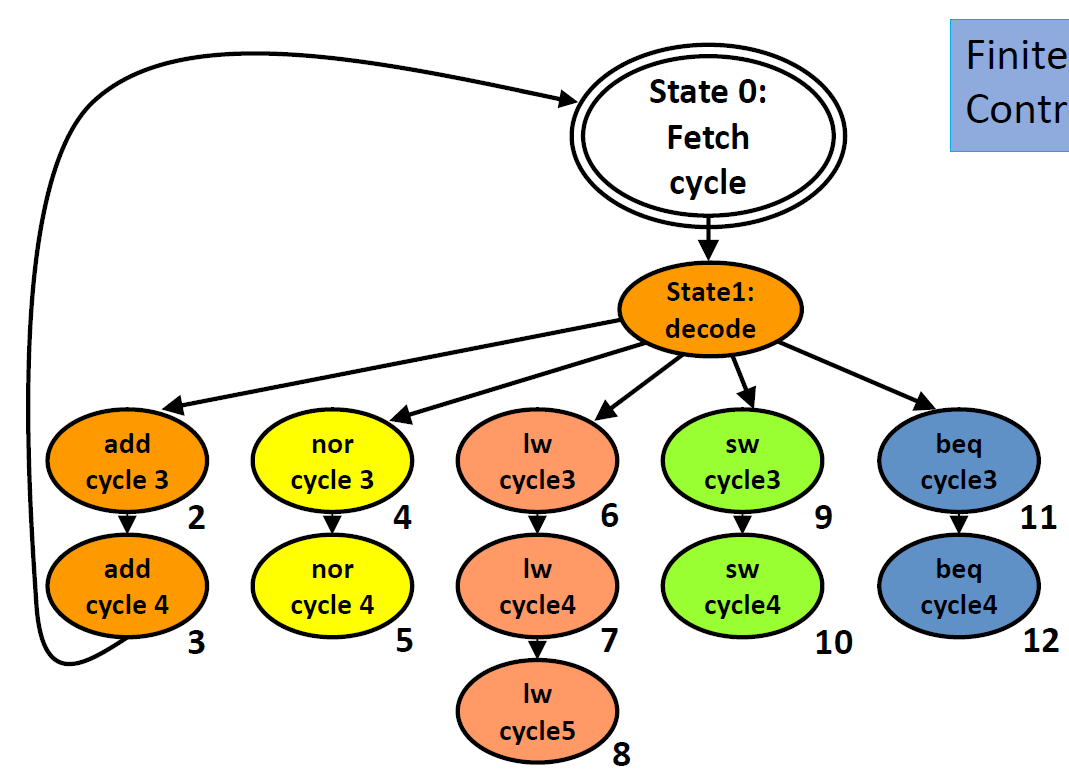 Finite
Contr
State 0:
Fetch
cycle
State1:
decode
add
cycle 3
2
nor
cycle 3
4
lw
cycle3
6
sw
cycle3
9
beq
cycle3
11
add
cycle 4
3
nor
cycle 4
5
lw
cycle4
7
sw
cycle4
10
beq
cycle4
12
lw
cycle5
8